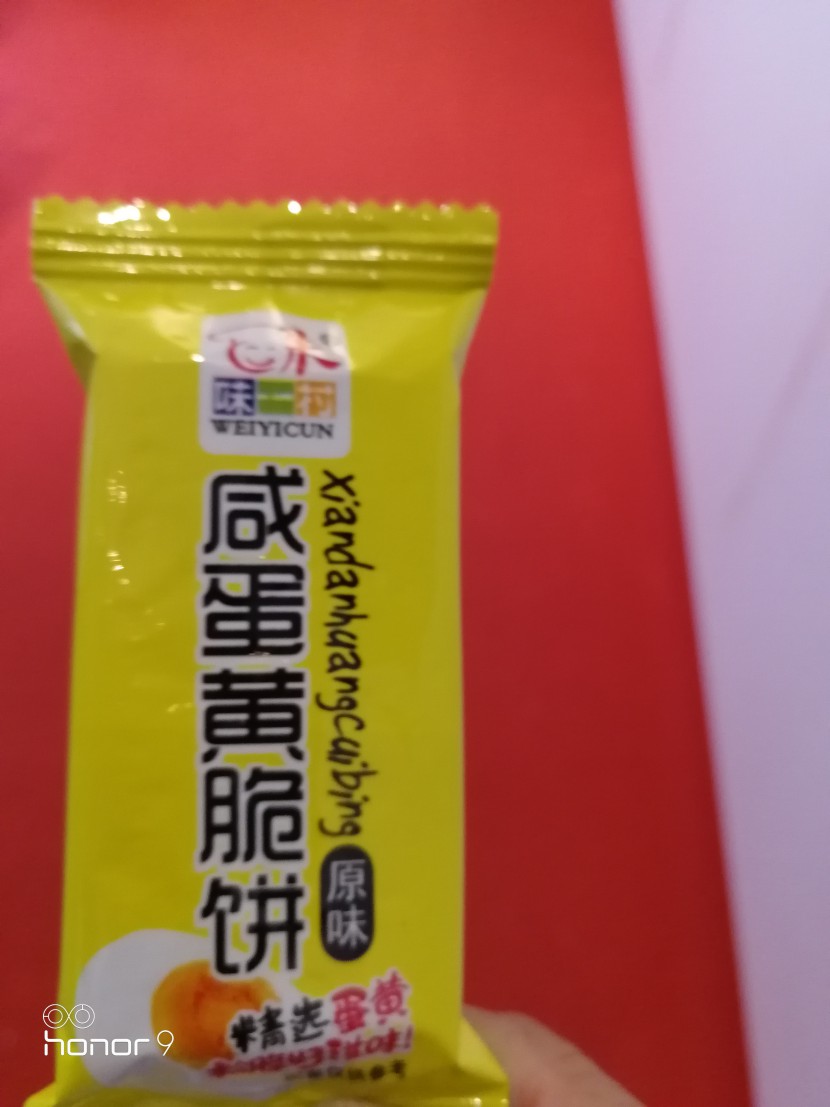 味一村
WEIYICUN
咸蛋黄脆饼
xiandanhuangcuibing
原味
精选蛋黄
honor 9